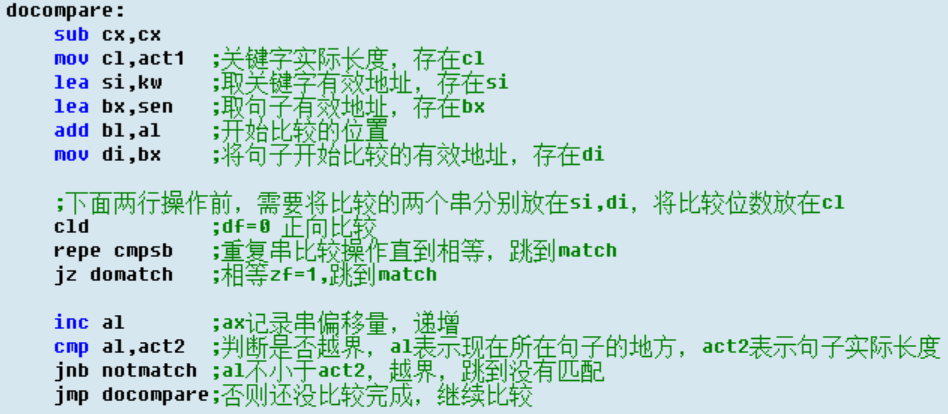 docompare:
    sub cx,cx
    mov cl,act1  ;关键字实际长度，存在cl
    lea si,kw    ;取关键字有效地址，存在si
    lea bx,sen   ;取句子有效地址，存在bx
    add bl,al    ;开始比较的位置
    mov di,bx    ;将句子开始比较的有效地址，存在di
    ;下面两行操作前，需要将比较的两个串分别放在si,di，将比较位数放在cl
    cld          ;df=0 正向比较
    repe cmpsb   ;重复串比较操作直到相等，跳到match
    jz domatch   ;相等zf=1,跳到match
    inc al       ;ax记录串偏移量，递增
    cmp al,act2  ;判断是否越界，al表示现在所在句子的地方，act2表示句子实际长度
    jnb notmatch ;al不小于act2，越界，跳到没有匹配
    jmp docompare;否则还没比较完成，继续比较